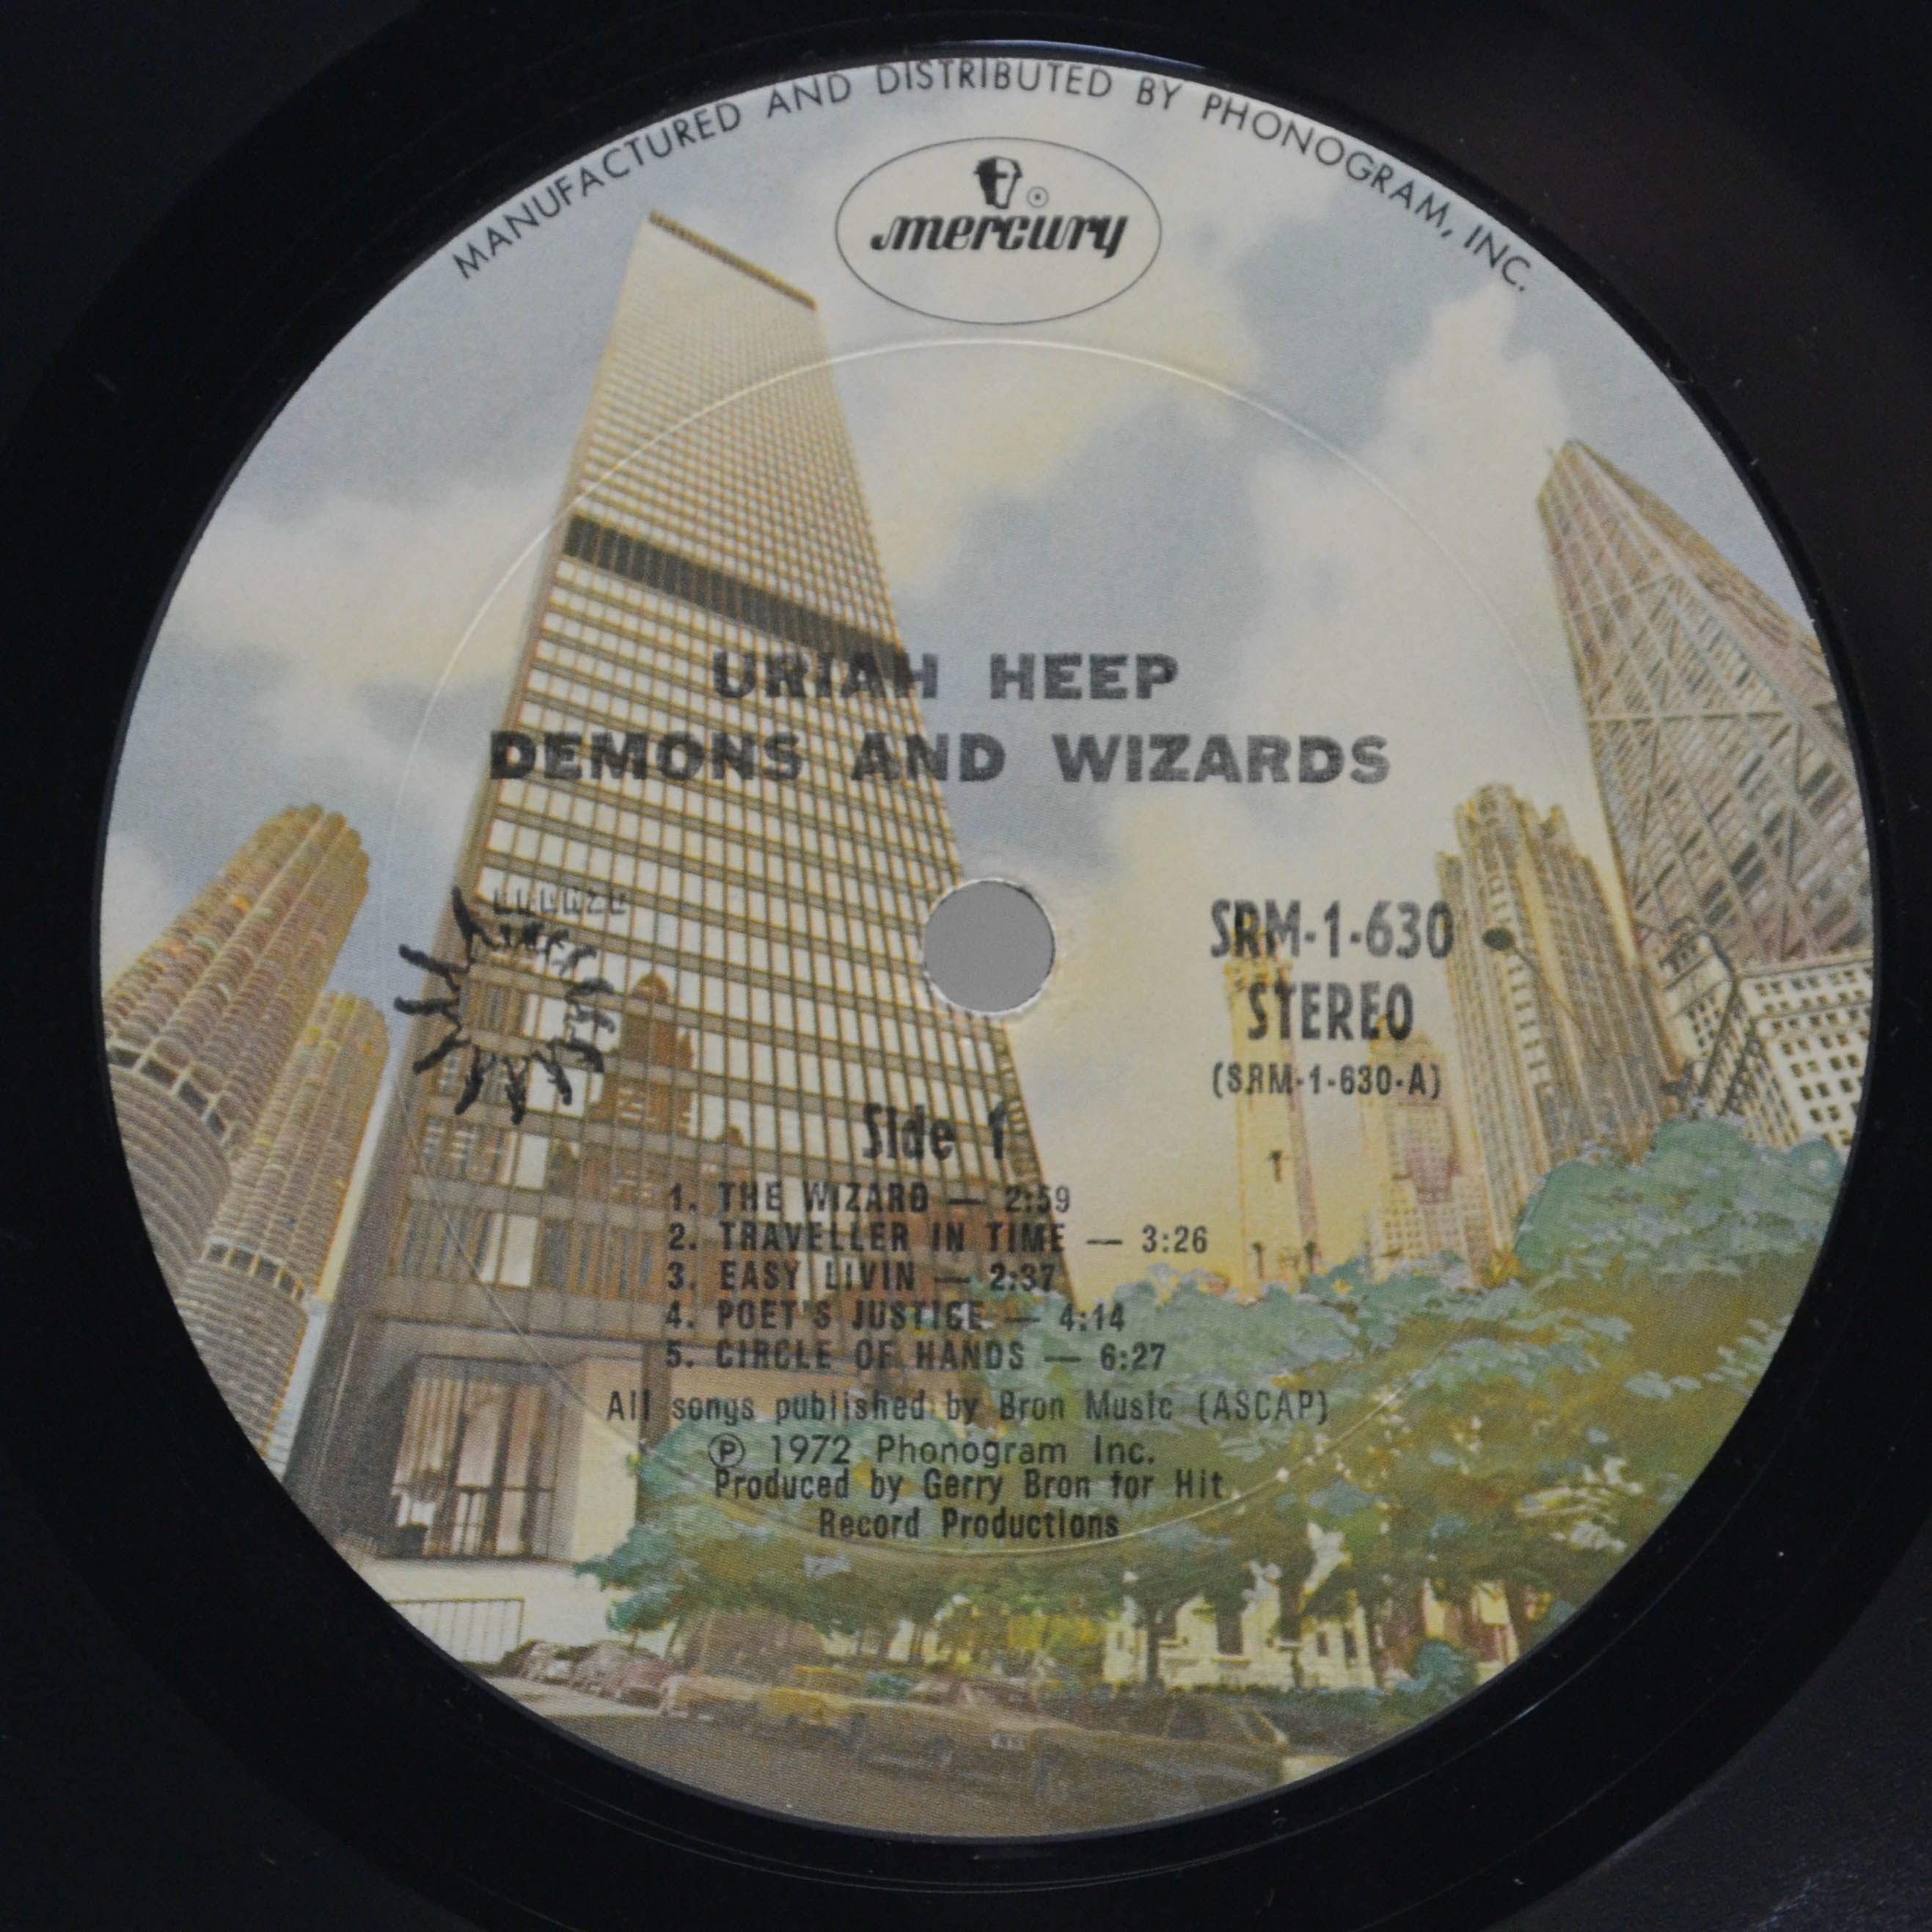 MANUFACTURED AND DISTRIBUTED BY PHONOGRAM, INC.
mercury
URIAH HEEP
DEMONS AND WIZARDS
SRM-1-630
STEREO
(SRM-1-630-A)
Side 1
1. THE WIZARD — 2:59
2. TRAVELLER IN TIME — 3:26
3. EASY LIVIN — 2:37
4. POET'S JUSTICE — 4:14
5. CIRCLE OF HANDS — 6:27
All songs published by Bron Music (ASCAP)
Ⓟ 1972 Phonogram Inc.
Produced by Gerry Bron for Hit
Record Productions